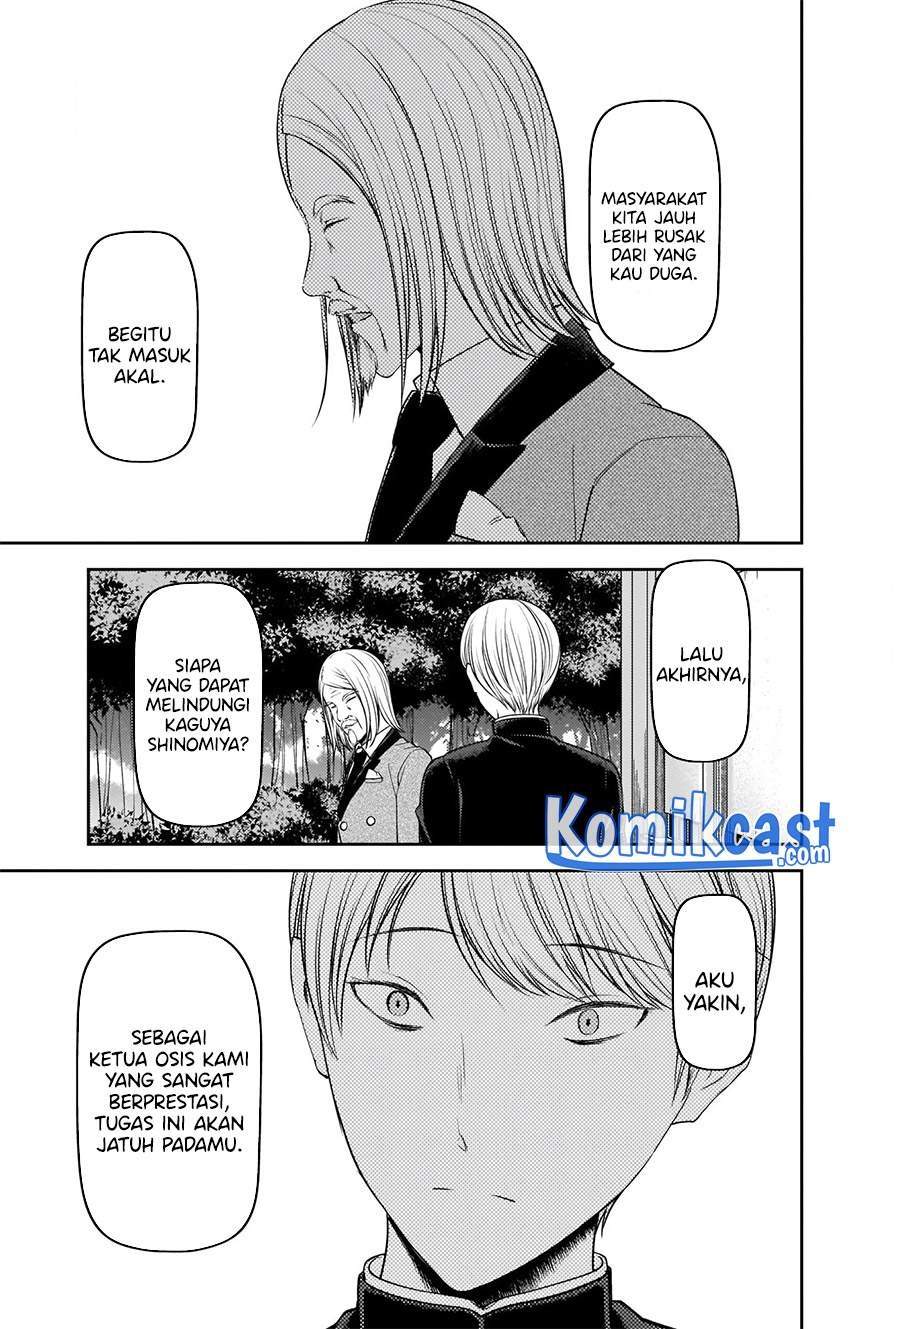 MASYARAKAT
KITA JAUH
LEBIH RUSAK
DARI YANG
KAU DUGA.
BEGITU
TAK MASUK
AKAL.
LALU
AKHIRNYA,
SIAPA
YANG DAPAT
MELINDUNGI
KAGUYA
SHINOMIYA?
Komikcast
.com
AKU
YAKIN,
SEBAGAI
KETUA OSIS KAMI
YANG SANGAT
BERPRESTASI,
TUGAS INI AKAN
JATUH PADAMU.